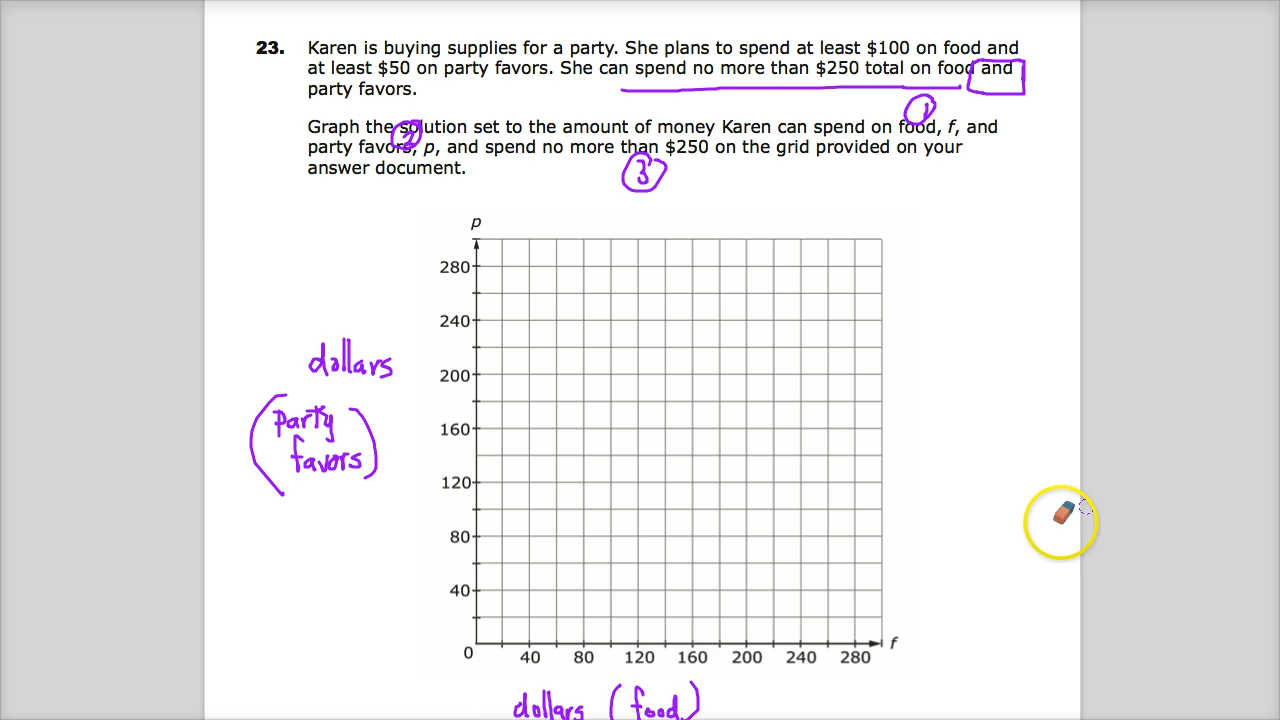 23. Karen is buying supplies for a party. She plans to spend at least $100 on food and
at least $50 on party favors. She can spend no more than $250 total on food and
party favors.
1
Graph the solution set to the amount of money Karen can spend on food, f, and
2
party favors, p, and spend no more than $250 on the grid provided on your
answer document.
3
p
280
240
200
160
120
80
40
0
40 80 120 160 200 240 280
f
dollars
(party
favors)
dollars (food)